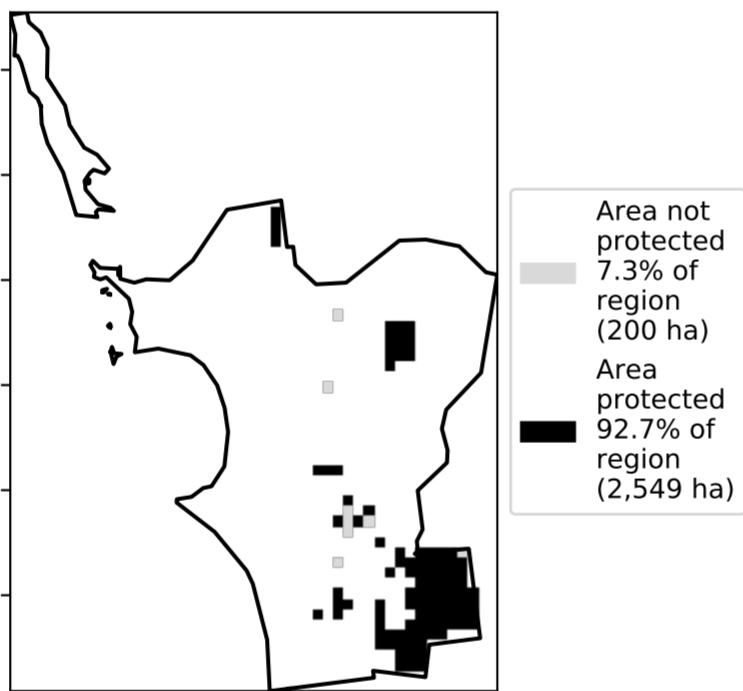 Area not
protected
7.3% of
region
(200 ha)
Area
protected
92.7% of
region
(2,549 ha)